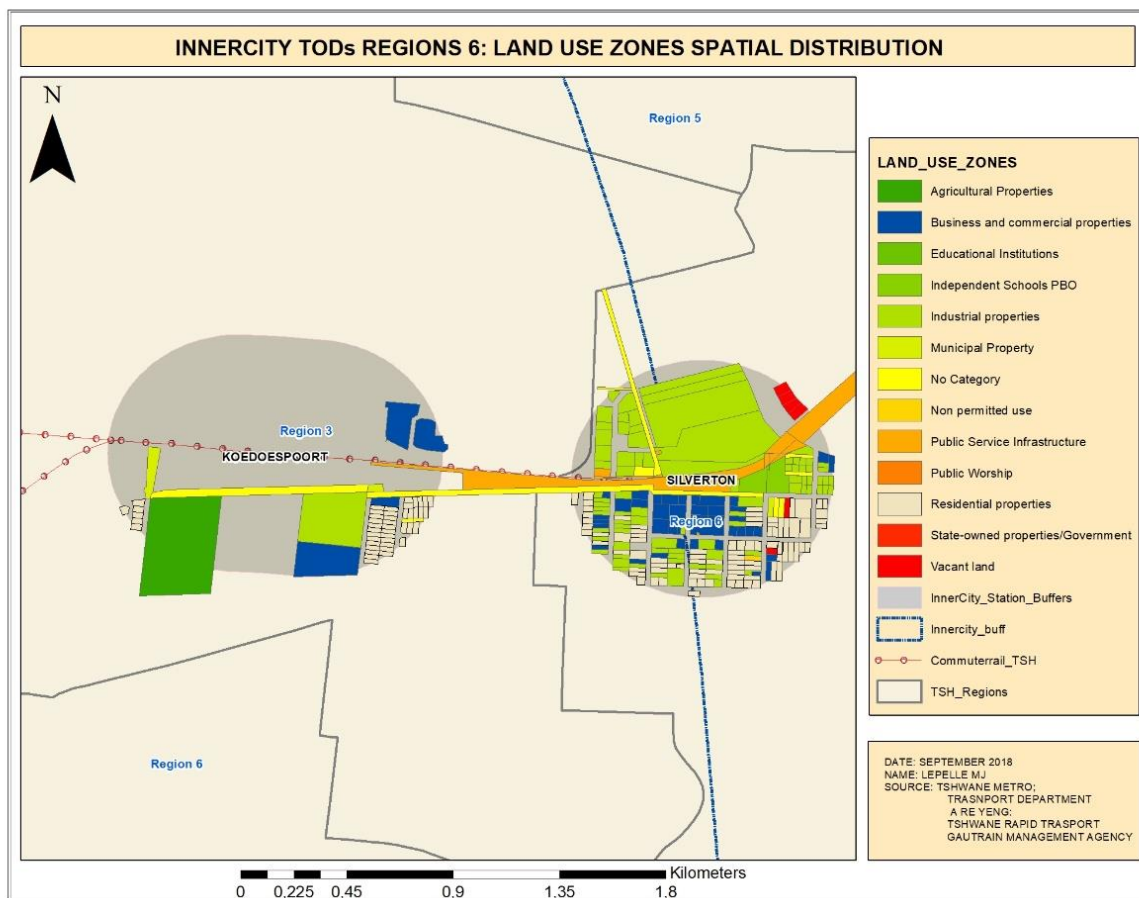 INNERCITY TODs REGIONS 6: LAND USE ZONES SPATIAL DISTRIBUTION
N
Region 5
Region 3
KOEDOESPOORT
SILVERTON
Region 6
Region 6
LAND_USE_ZONES
Agricultural Properties
Business and commercial properties
Educational Institutions
Independent Schools PBO
Industrial properties
Municipal Property
No Category
Non permitted use
Public Service Infrastructure
Public Worship
Residential properties
State-owned properties/Government
Vacant land
InnerCity_Station_Buffers
Innercity_buff
Commuterrail_TSH
TSH_Regions
DATE: SEPTEMBER 2018
NAME: LEPELLE MJ
SOURCE: TSHWANE METRO;
TRASNPORT DEPARTMENT
A RE YENG:
TSHWANE RAPID TRASPORT
GAUTRAIN MANAGEMENT AGENCY
Kilometers
0 0.225 0.45 0.9 1.35 1.8